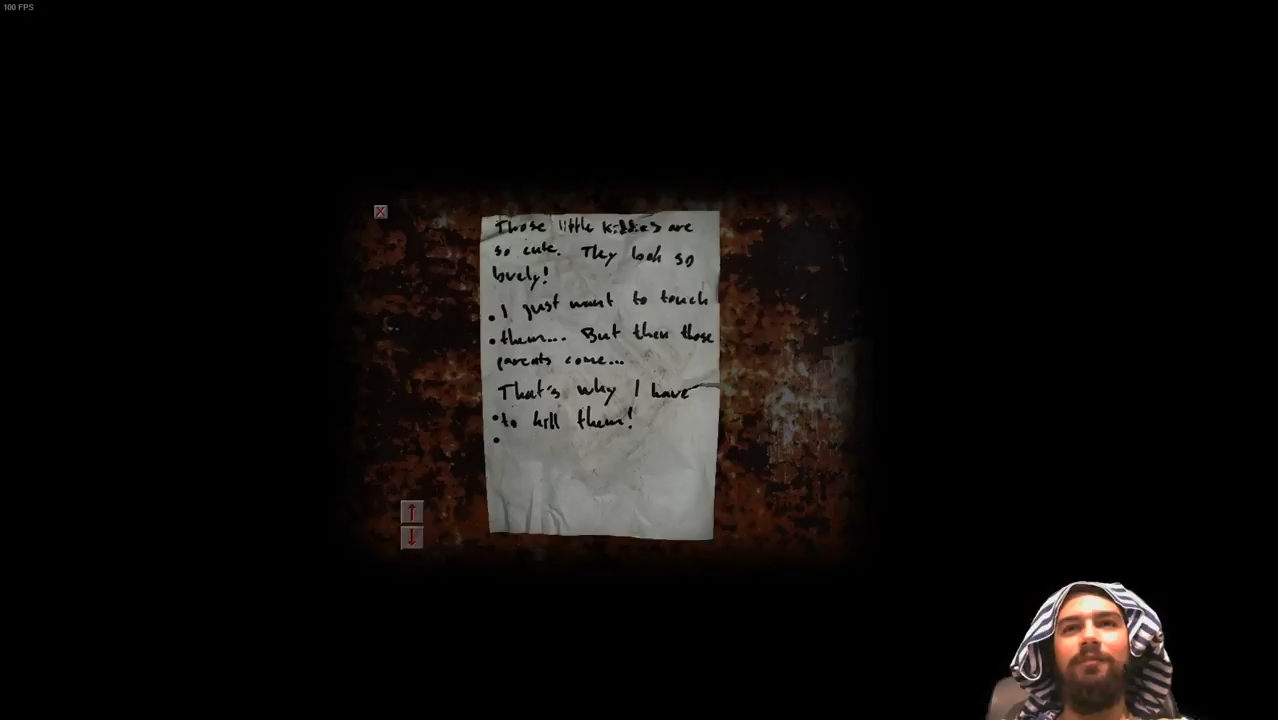 100 FPS
X
Those little kiddies are
so cute. They look so
lovely!
I just want to touch
them... But then those
parents come...
That's why I have
to kill them!